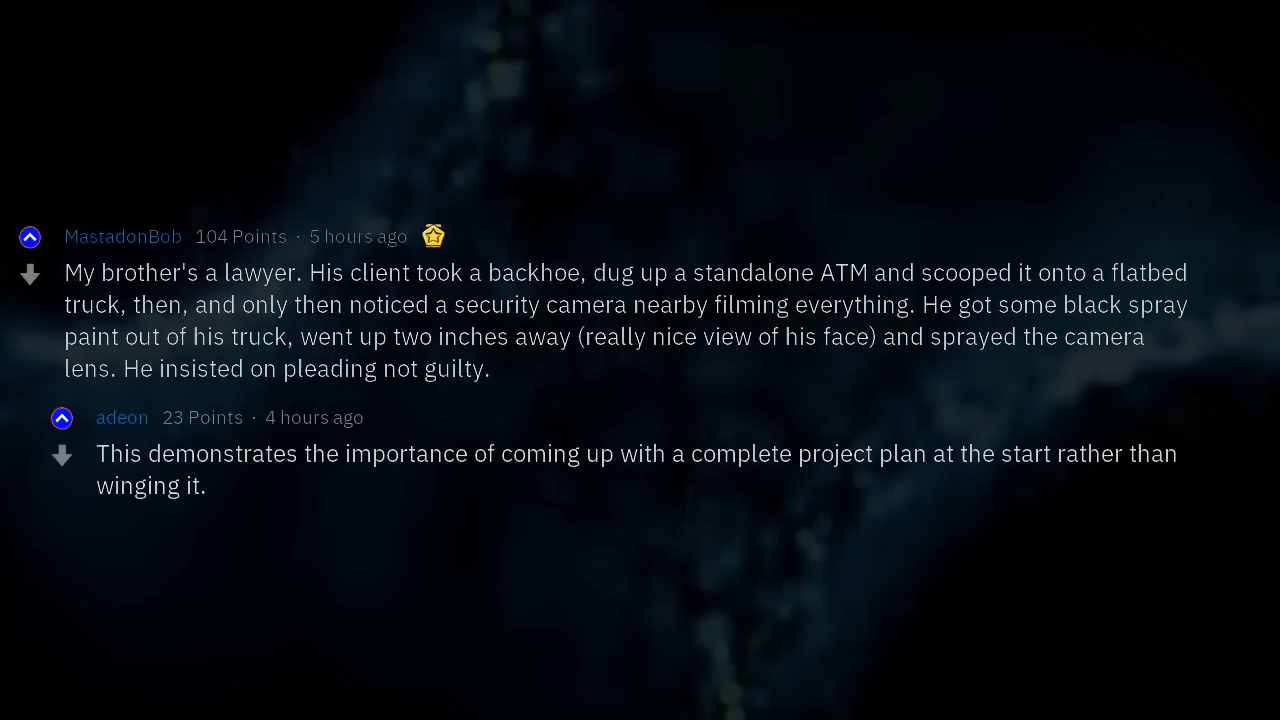 MastadonBob 104 Points · 5 hours ago
My brother's a lawyer. His client took a backhoe, dug up a standalone ATM and scooped it onto a flatbed
truck, then, and only then noticed a security camera nearby filming everything. He got some black spray
paint out of his truck, went up two inches away (really nice view of his face) and sprayed the camera
lens. He insisted on pleading not guilty.
adeon 23 Points · 4 hours ago
This demonstrates the importance of coming up with a complete project plan at the start rather than
winging it.